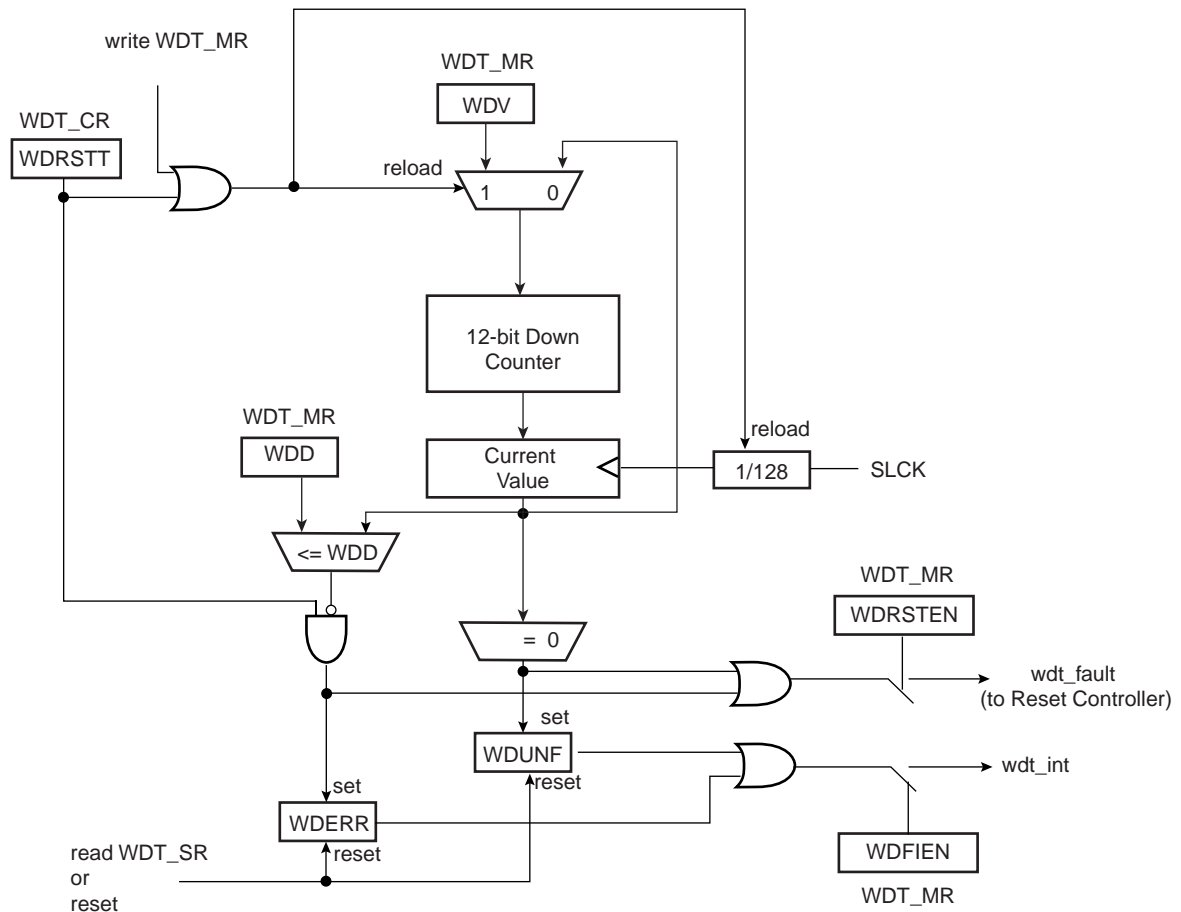 write WDT_MR
WDT_MR
WDV
WDT_CR
WDRSTT
reload
1 0
12-bit Down
Counter
WDT_MR
reload
WDD
Current
Value
1/128
SLCK
<= WDD
WDT_MR
WDRSTEN
= 0
wdt_fault
(to Reset Controller)
set
WDUNF
reset
wdt_int
set
WDERR
reset
WDFIEN
read WDT_SR
or
reset
WDT_MR